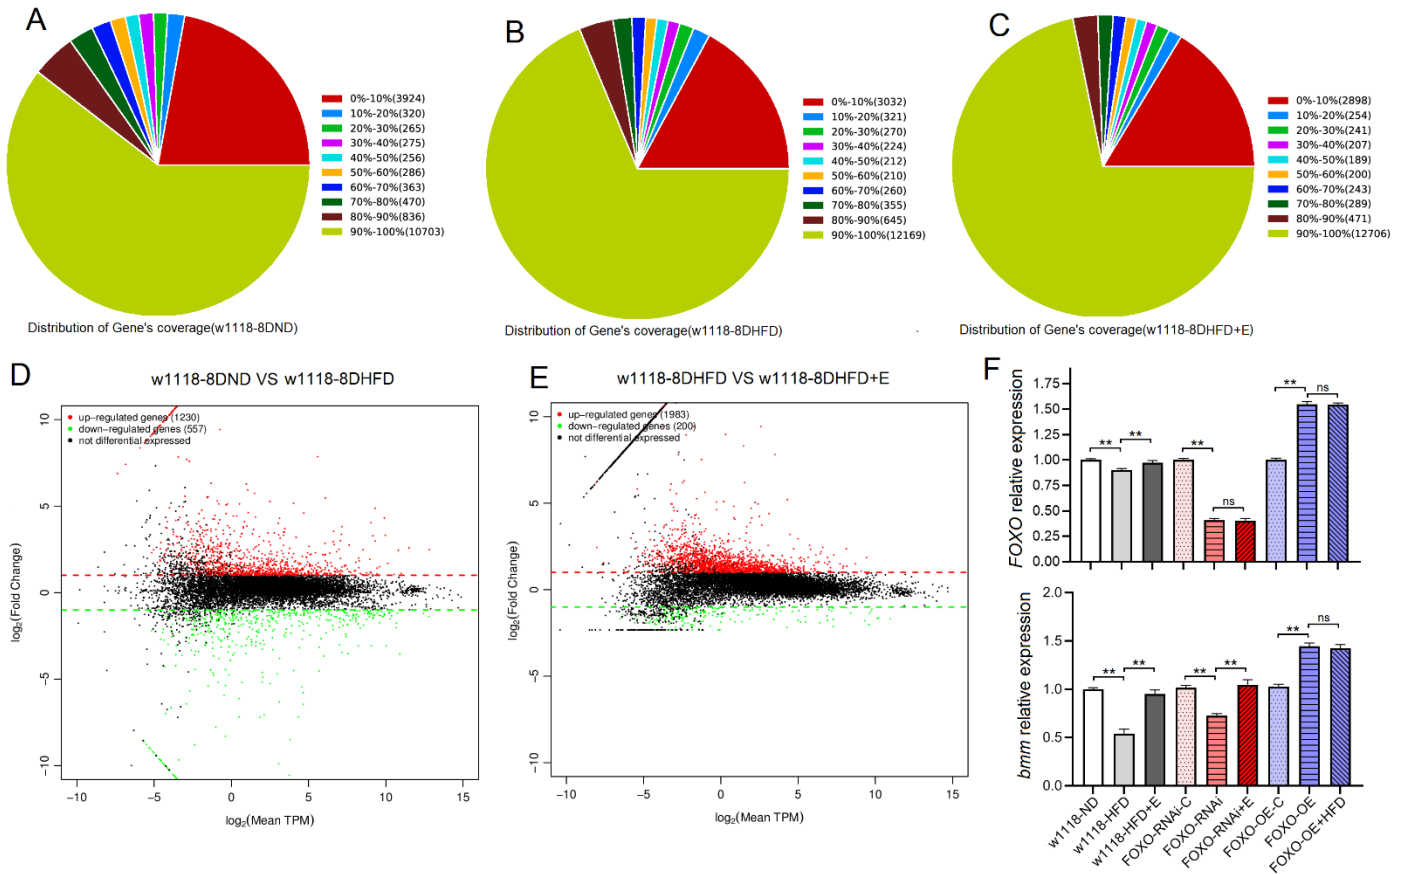 A
0%-10%(3924)
10%-20%(320)
20%-30%(265)
30%-40%(275)
40%-50%(256)
50%-60%(286)
60%-70%(363)
70%-80%(470)
80%-90%(836)
90%-100%(10703)
Distribution of Gene's coverage(w1118-8DND)
B
0%-10%(3032)
10%-20%(321)
20%-30%(270)
30%-40%(224)
40%-50%(212)
50%-60%(210)
60%-70%(260)
70%-80%(355)
80%-90%(645)
90%-100%(12169)
Distribution of Gene's coverage(w1118-8DHFD)
C
0%-10%(2898)
10%-20%(254)
20%-30%(241)
30%-40%(207)
40%-50%(189)
50%-60%(200)
60%-70%(243)
70%-80%(289)
80%-90%(471)
90%-100%(12706)
Distribution of Gene's coverage(w1118-8DHFD+E)
D
w1118-8DND VS w1118-8DHFD
up-regulated genes (1230)
down-regulated genes (557)
not differential expressed
log2(Fold Change)
10
5
0
−5
−10
−10 −5 0 5 10 15
log2(Mean TPM)
E
w1118-8DHFD VS w1118-8DHFD+E
up-regulated genes (1983)
down-regulated genes (200)
not differential expressed
log2(Fold Change)
10
5
0
−5
−10
−10 −5 0 5 10 15
log2(Mean TPM)
F
FOXO relative expression
1.75
1.50
1.25
1.00
0.75
0.50
0.25
0.00
** ** ** ns ** ns
bmm relative expression
2.0
1.5
1.0
0.5
0.0
** ** ** ** ** ns
w1118-ND
w1118-HFD
w1118-HFD+E
FOXO-RNAi-C
FOXO-RNAi
FOXO-RNAi+E
FOXO-OE-C
FOXO-OE
FOXO-OE+HFD